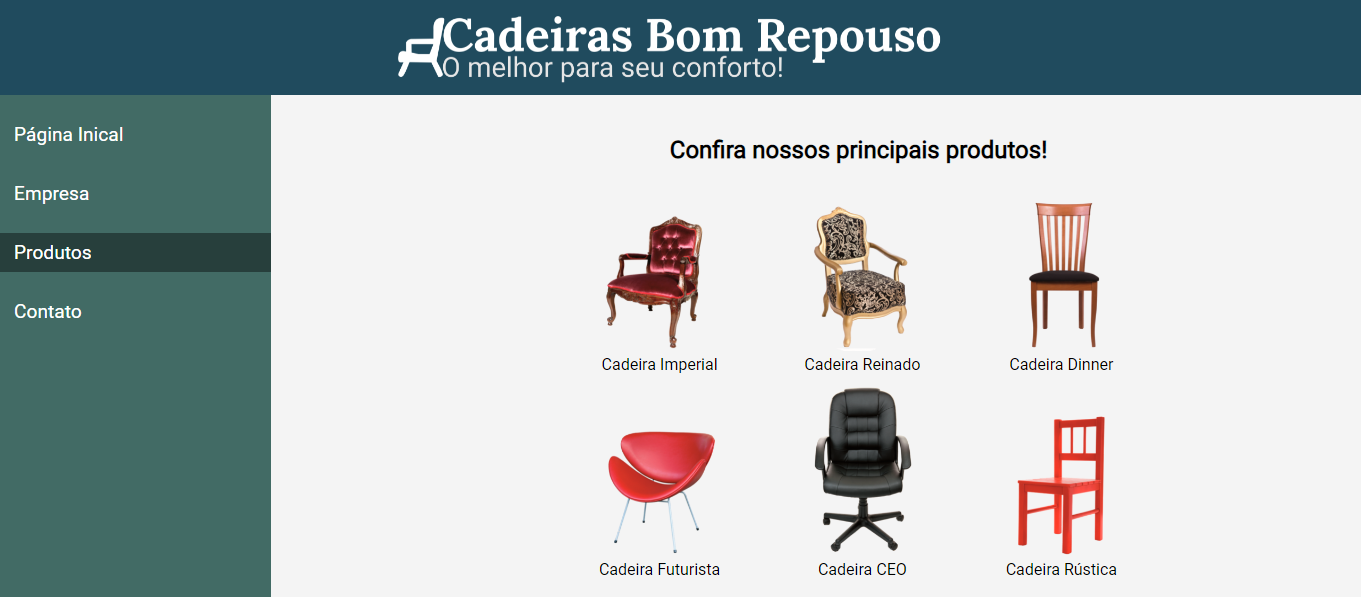 Cadeiras Bom Repouso
O melhor para seu conforto!
Página Inical
Empresa
Produtos
Contato
Confira nossos principais produtos!
Cadeira Imperial
Cadeira Reinado
Cadeira Dinner
Cadeira Futurista
Cadeira CEO
Cadeira Rústica